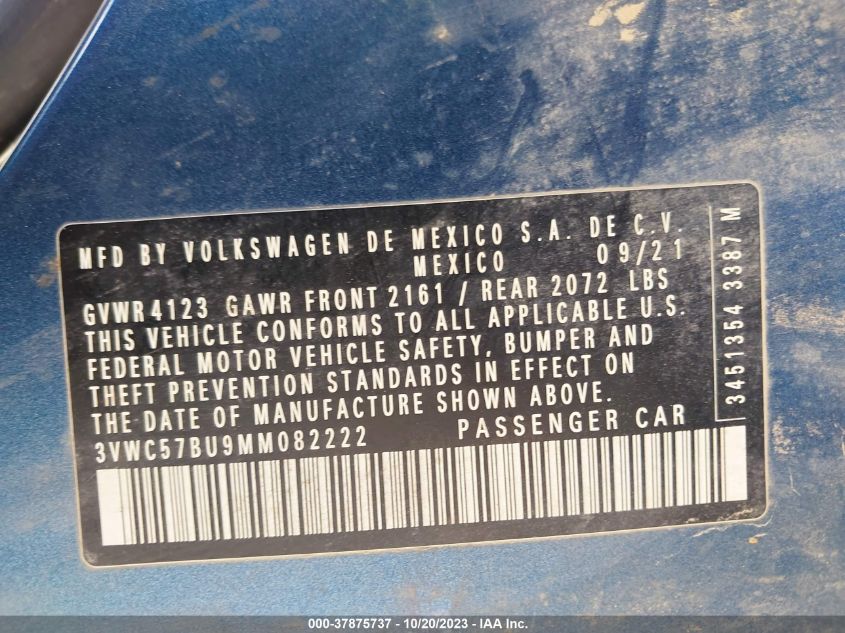 MFD BY VOLKSWAGEN DE MEXICO S.A. DE C.V.
MEXICO 09/21
GVWR 4123 GAWR FRONT 2161 / REAR 2072 LBS
THIS VEHICLE CONFORMS TO ALL APPLICABLE U.S.
FEDERAL MOTOR VEHICLE SAFETY, BUMPER AND
THEFT PREVENTION STANDARDS IN EFFECT ON
THE DATE OF MANUFACTURE SHOWN ABOVE.
3VWC57BU9MM082222 PASSENGER CAR
3451354 3387 M
000-37875737 - 10/20/2023 - IAA Inc.